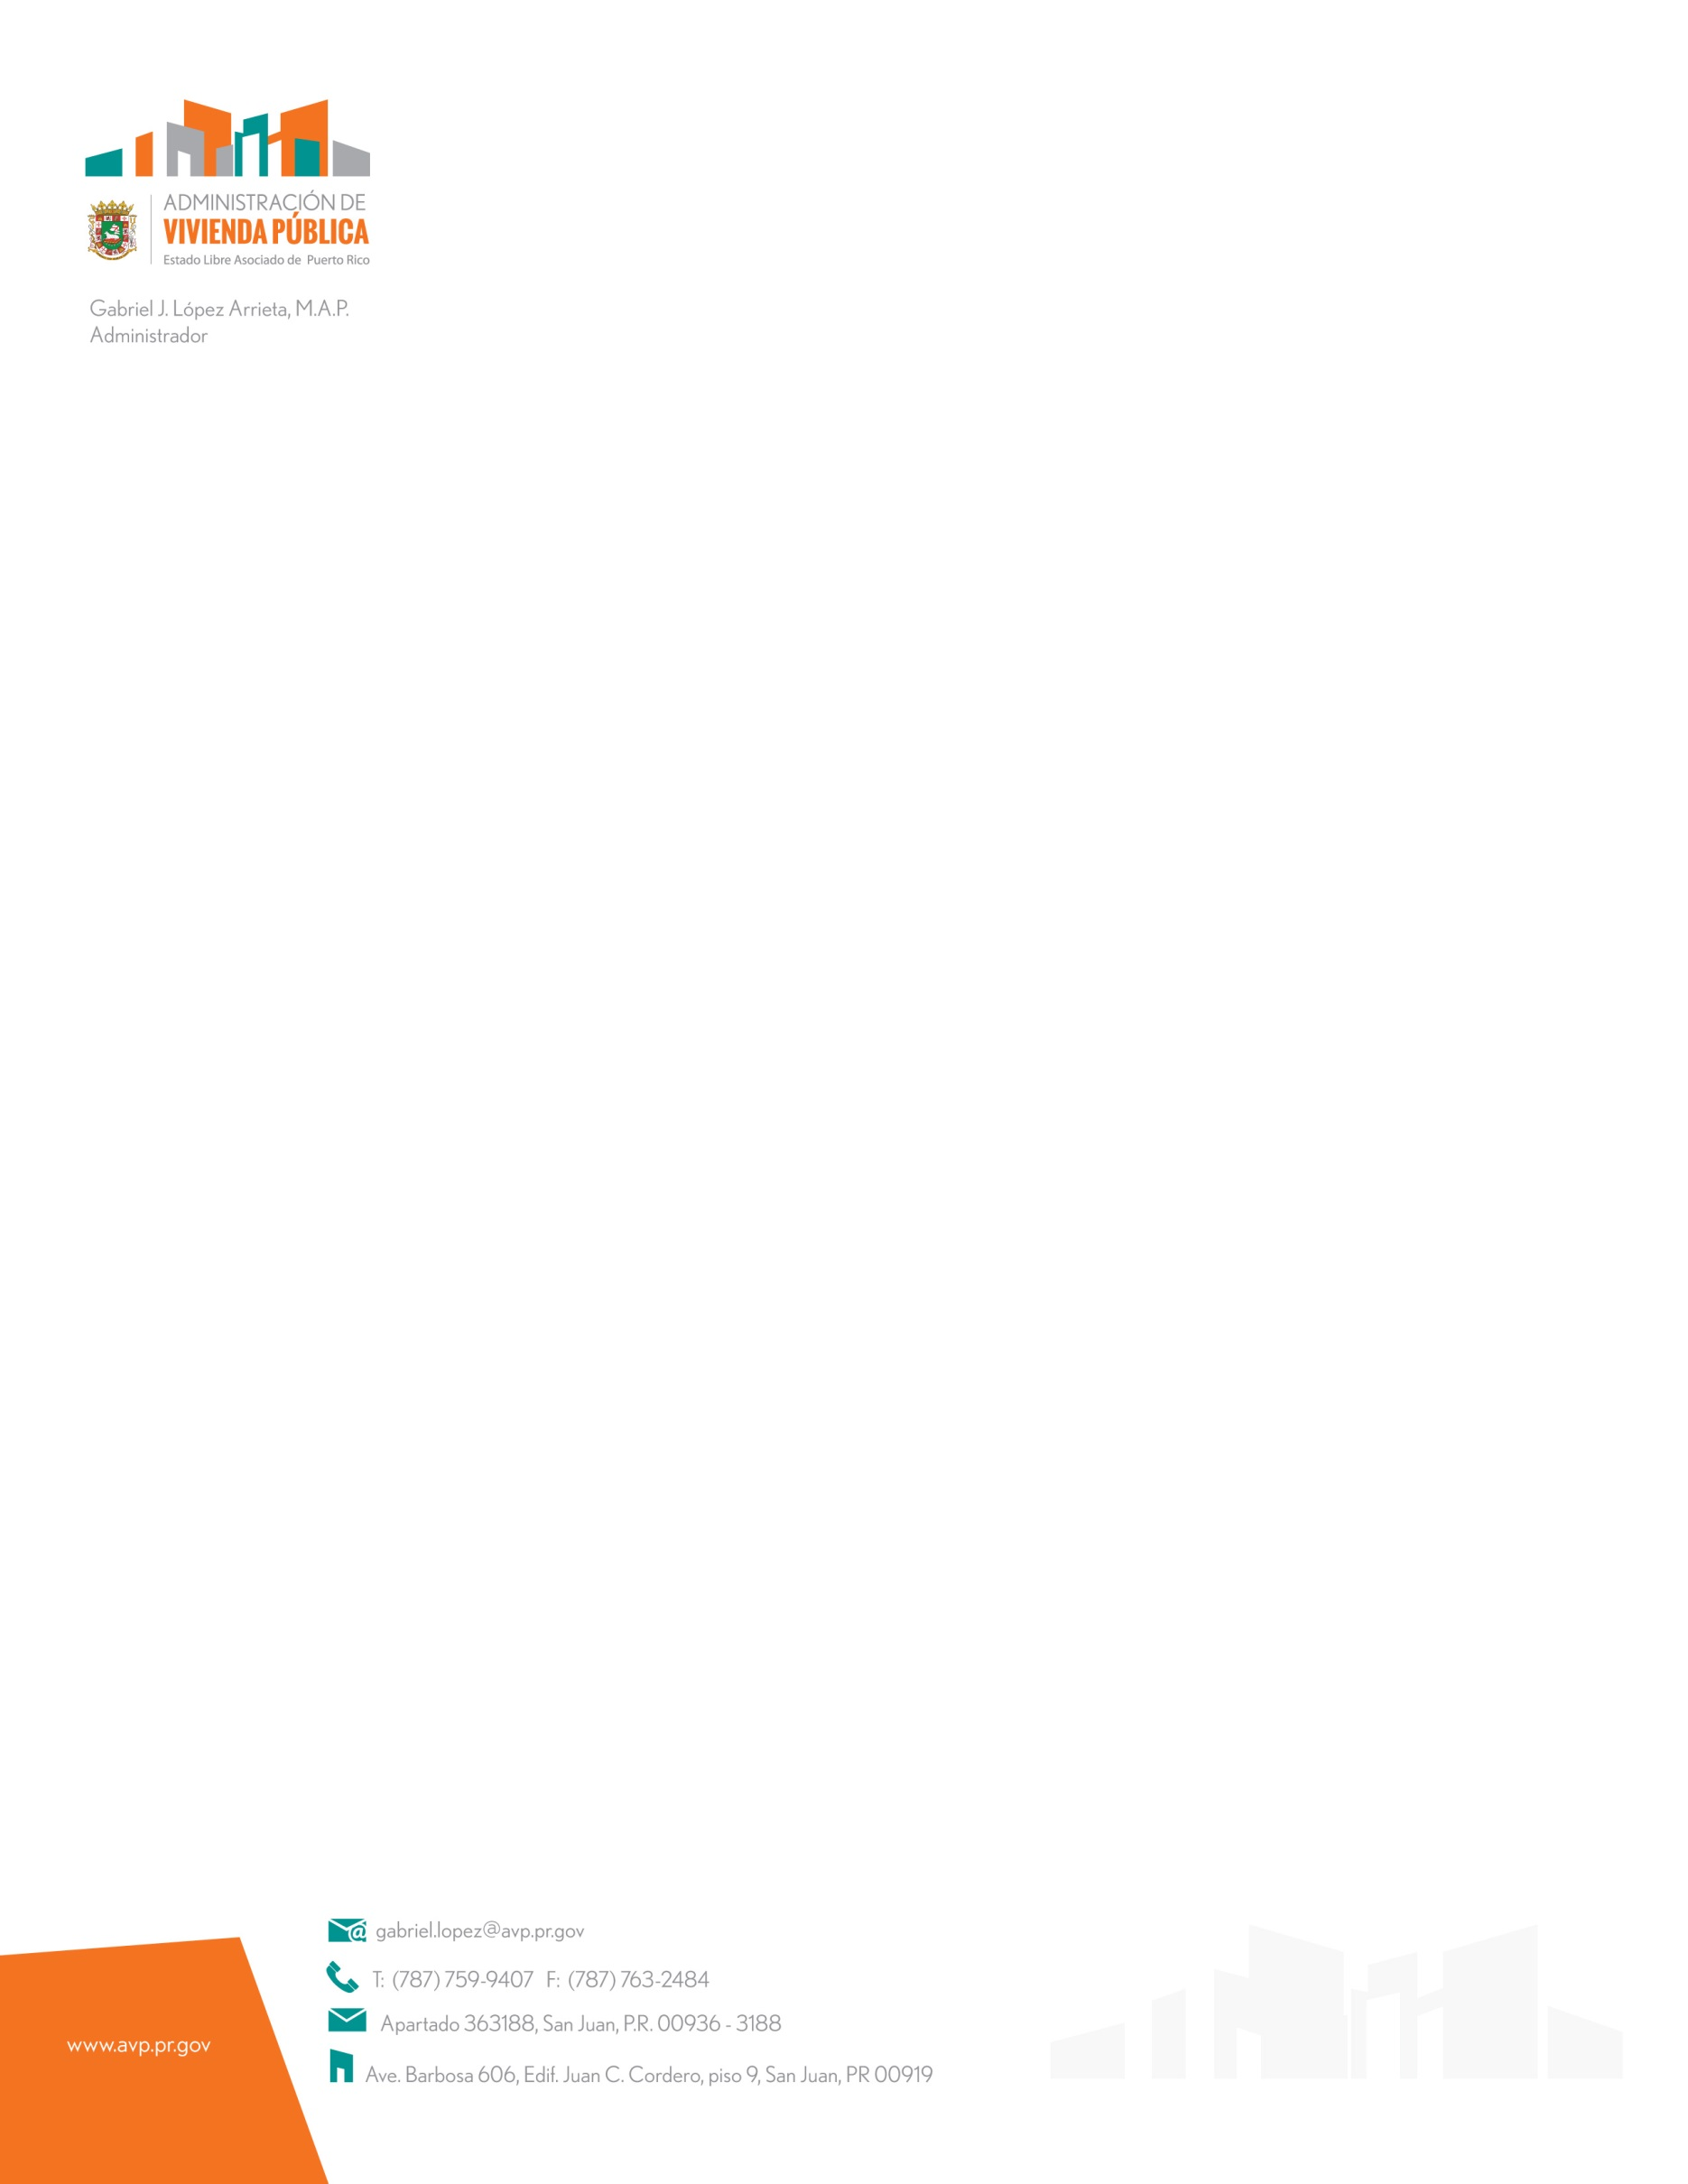 ADMINISTRACIÓN DE
VIVIENDA PÚBLICA
Estado Libre Asociado de Puerto Rico
Gabriel J. López Arrieta, M.A.P.
Administrador
gabriel.lopez@avp.pr.gov
T: (787) 759-9407 F: (787) 763-2484
Apartado 363188, San Juan, P.R. 00936 - 3188
www.avp.pr.gov
Ave. Barbosa 606, Edif. Juan C. Cordero, piso 9, San Juan, PR 00919